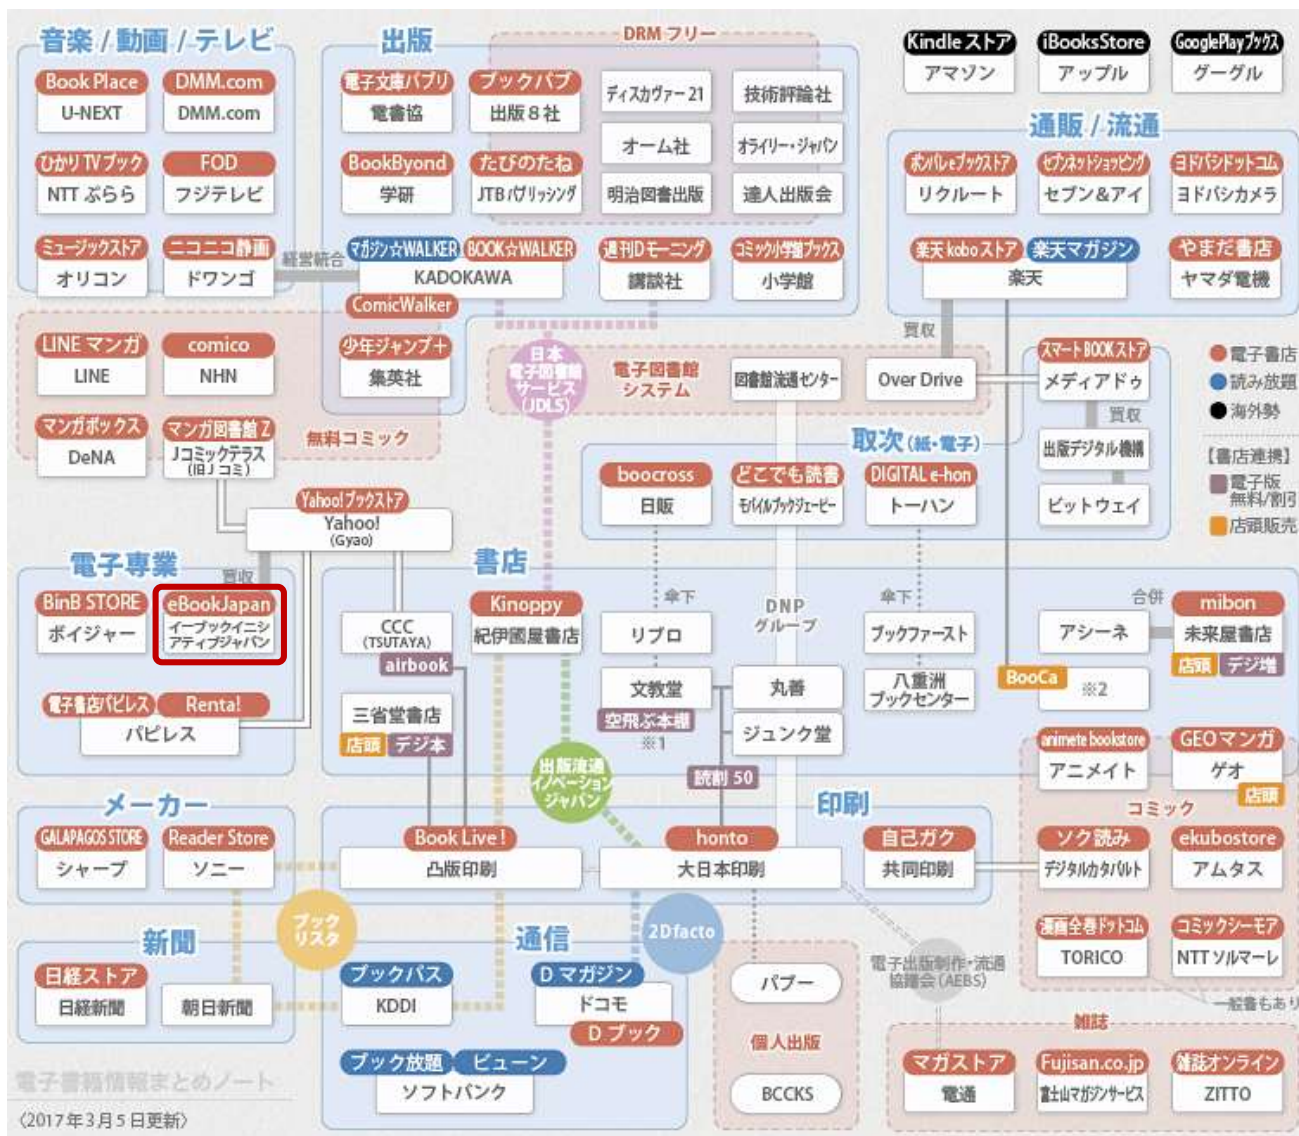 音楽 / 動画 / テレビ
Book Place
U-NEXT
DMM.com
DMM.com
ひかりTVブック
NTT ぷらら
FOD
フジテレビ
ミュージックストア
オリコン
ニコニコ静画
ドワンゴ
経営統合
出版
電子文庫パブリ
電書協
ブックパブ
出版8社
BookByond
学研
たびのたね
JTBパブリッシング
マガジン☆WALKER
BOOK☆WALKER
KADOKAWA
ComicWalker
少年ジャンプ+
集英社
DRM フリー
ディスカヴァー21
技術評論社
オーム社
オライリー・ジャパン
明治図書出版
達人出版会
週刊Dモーニング
講談社
コミック小学館ブックス
小学館
Kindleストア
アマゾン
iBooksStore
アップル
GooglePlayブックス
グーグル
通販 / 流通
ポンパレeブックストア
リクルート
セブンネットショッピング
セブン&アイ
ヨドバシドットコム
ヨドバシカメラ
楽天koboストア
楽天マガジン
楽天
やまだ書店
ヤマダ電機
買収
LINE マンガ
LINE
comico
NHN
マンガボックス
DeNA
マンガ図書館Z
Jコミックテラス
(旧Jコミ)
無料コミック
日本
電子図書館
サービス
(JDLS)
電子図書館
システム
図書館流通センター
Over Drive
スマートBOOKストア
メディアドゥ
買収
出版デジタル機構
ビットウェイ
電子書店
読み放題
海外勢
【書店連携】
電子版
無料/割引
店頭販売
取次(紙・電子)
boocross
日販
どこでも読書
モバイルブックジェーピー
DIGITAL e-hon
トーハン
Yahoo!ブックストア
Yahoo!
(Gyao)
買収
電子専業
BinB STORE
ボイジャー
eBookJapan
イーブックイニシ
アティブジャパン
電子書店パピレス
Renta!
パピレス
書店
CCC
(TSUTAYA)
airbook
Kinoppy
紀伊國屋書店
三省堂書店
店頭
デジ本
傘下
リブロ
文教堂
空飛ぶ本棚
※1
DNP
グループ
丸善
ジュンク堂
読割 50
傘下
ブックファースト
八重洲
ブックセンター
BooCa
※2
アシーネ
合併
mibon
未来屋書店
店頭
デジ増
出版流通
イノベーション
ジャパン
animete bookstore
アニメイト
GEOマンガ
ゲオ
店頭
コミック
ソク読み
デジタルカタパルト
ekubostore
アムタス
漫画全巻ドットコム
TORICO
コミックシーモア
NTT ソルマーレ
一般書もあり
メーカー
GALAPAGOS STORE
シャープ
Reader Store
ソニー
印刷
Book Live!
凸版印刷
honto
大日本印刷
自己ガク
共同印刷
ブック
リスタ
2Dfacto
新聞
日経ストア
日経新聞
朝日新聞
通信
ブックパス
KDDI
D マガジン
ドコモ
D ブック
ブック放題
ビューン
ソフトバンク
パブー
個人出版
BCCKS
電子出版制作・流通
協議会(AEBS)
雑誌
マガストア
電通
Fujisan.co.jp
富士山マガジンサービス
雑誌オンライン
ZITTO
電子書籍情報まとめノート
〈2017年3月5日更新〉